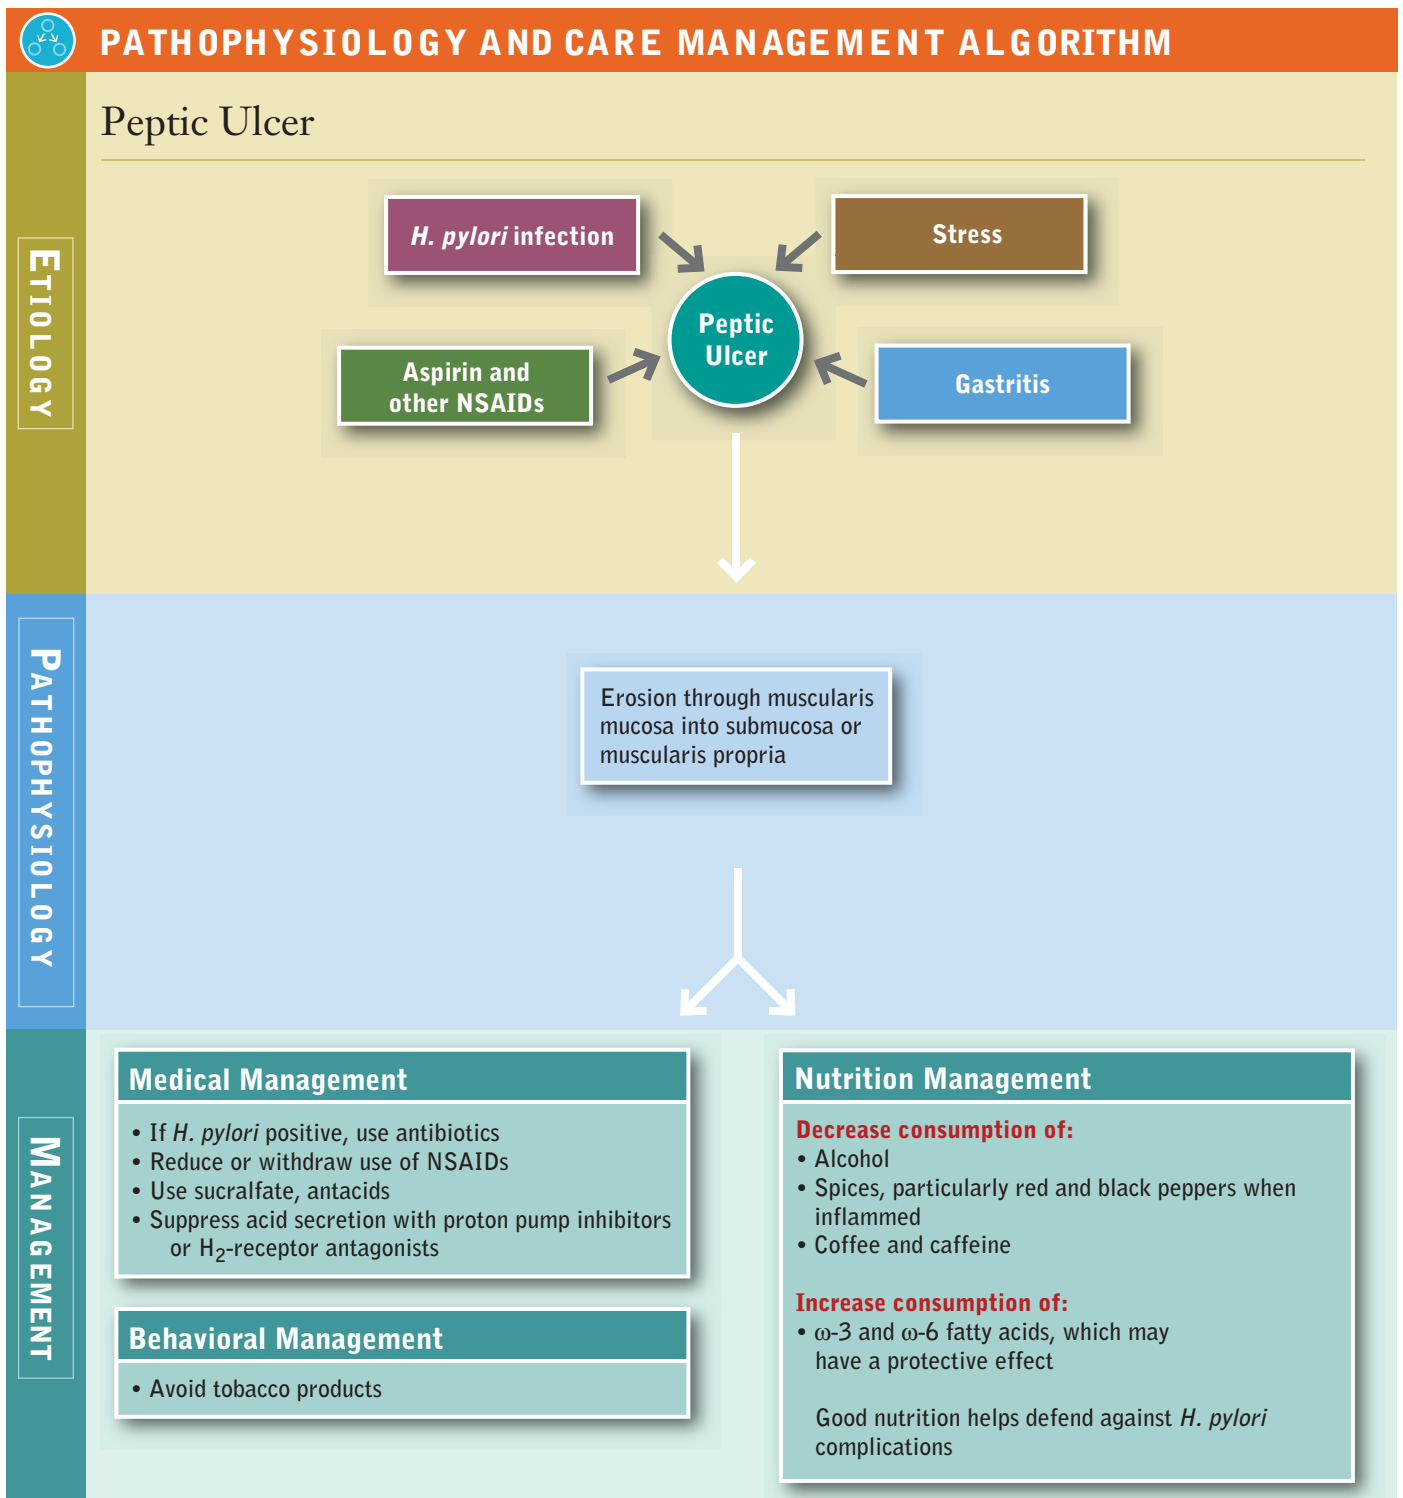 PATHOPHYSIOLOGY AND CARE MANAGEMENT ALGORITHM
ETIOLOGY
Peptic Ulcer
H. pylori infection
Stress
Peptic
Ulcer
Aspirin and
other NSAIDs
Gastritis
PATHOPHYSIOLOGY
Erosion through muscularis
mucosa into submucosa or
muscularis propria
MANAGEMENT
Medical Management
• If H. pylori positive, use antibiotics
• Reduce or withdraw use of NSAIDs
• Use sucralfate, antacids
• Suppress acid secretion with proton pump inhibitors
or H₂-receptor antagonists
Behavioral Management
• Avoid tobacco products
Nutrition Management
Decrease consumption of:
• Alcohol
• Spices, particularly red and black peppers when
inflammed
• Coffee and caffeine
Increase consumption of:
• ω-3 and ω-6 fatty acids, which may
have a protective effect
Good nutrition helps defend against H. pylori
complications